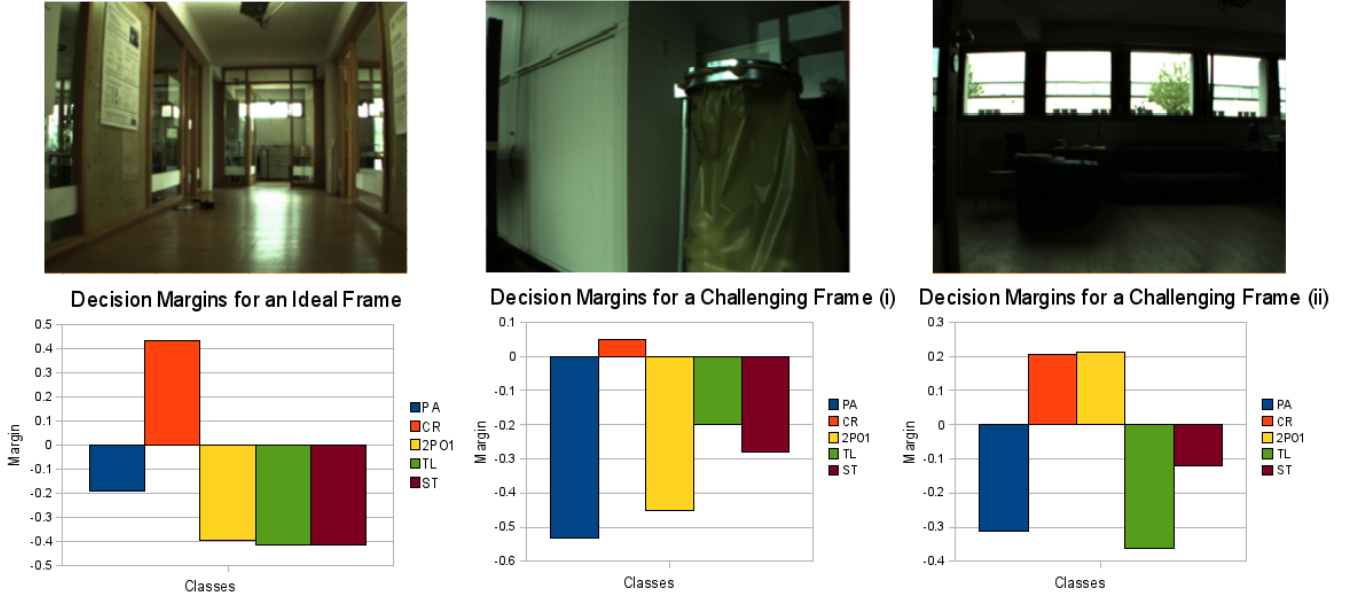 Decision Margins for an Ideal Frame
0.5
0.4
0.3
0.2
0.1
0
-0.1
-0.2
-0.3
-0.4
-0.5
Margin
Classes
PA
CR
2PO1
TL
ST
Decision Margins for a Challenging Frame (i)
0.1
0
-0.1
-0.2
-0.3
-0.4
-0.5
-0.6
Margin
Classes
PA
CR
2PO1
TL
ST
Decision Margins for a Challenging Frame (ii)
0.3
0.2
0.1
0
-0.1
-0.2
-0.3
-0.4
Margin
Classes
PA
CR
2PO1
TL
ST